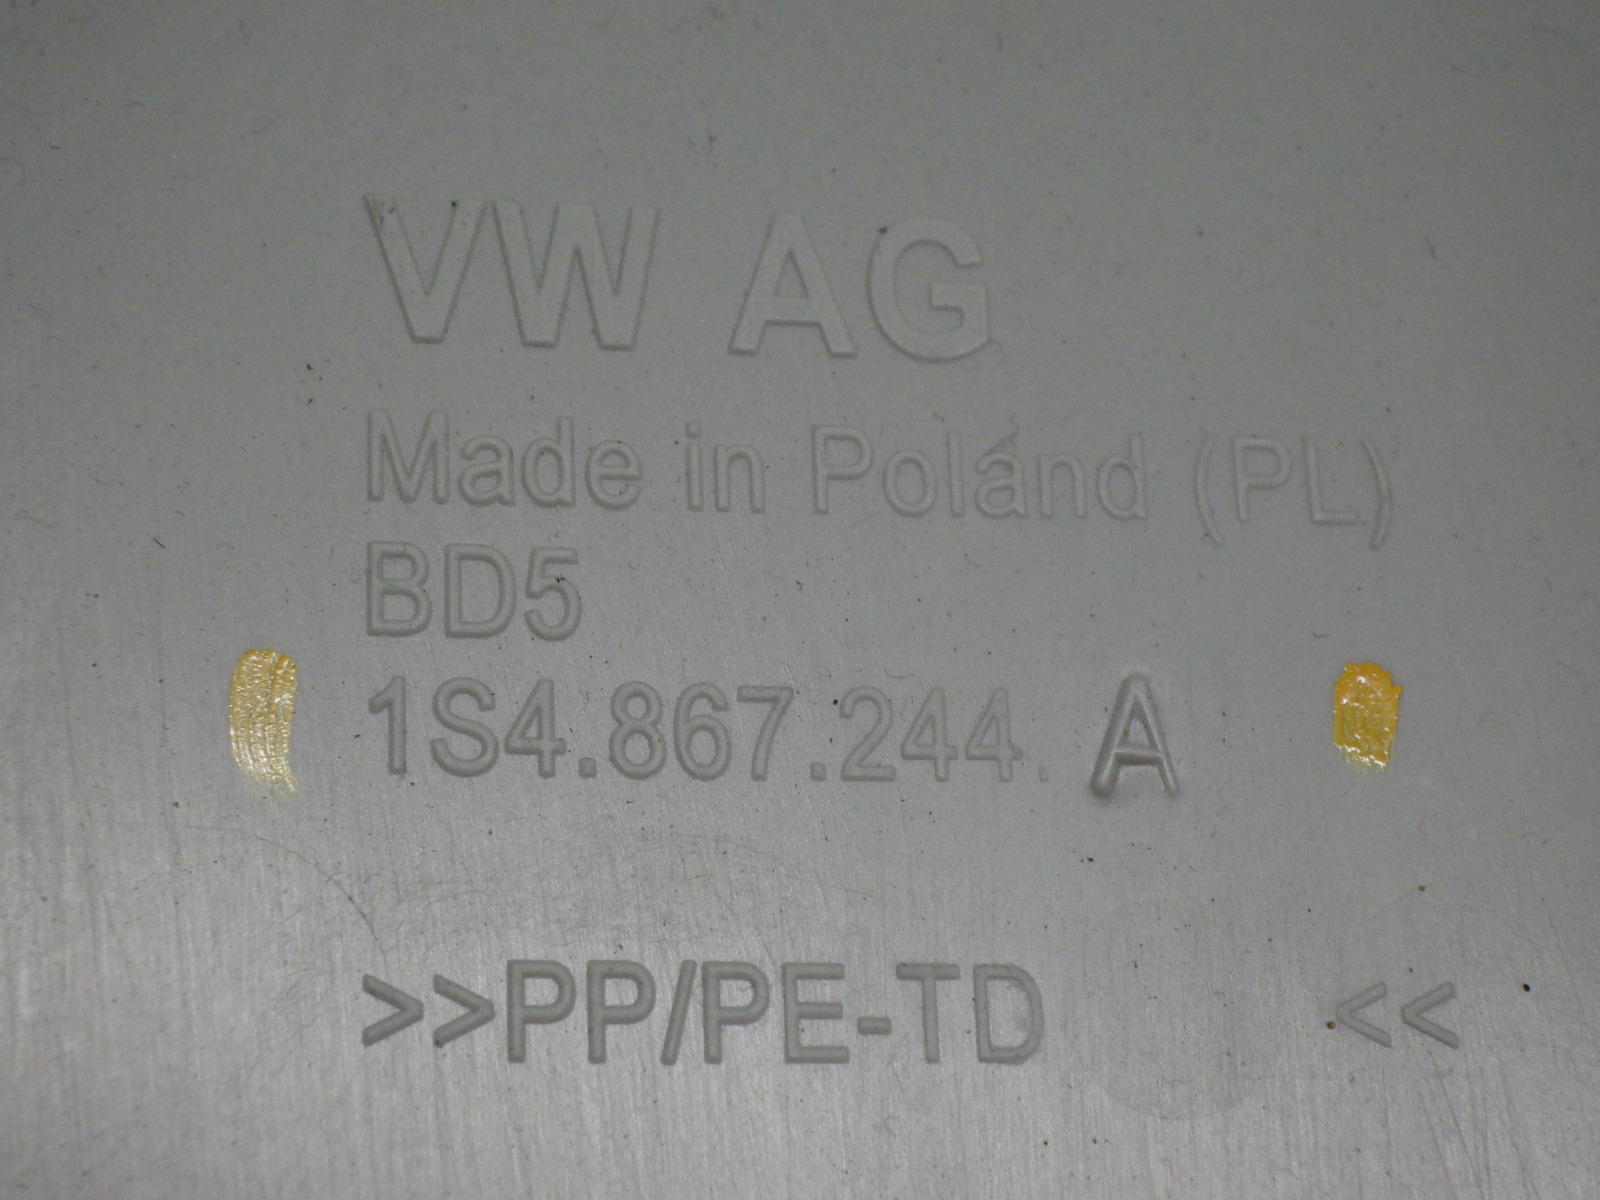 VW AG
Made in Poland (PL)
BD5
1S4.867.244. A
>>PP/PE-TD <<